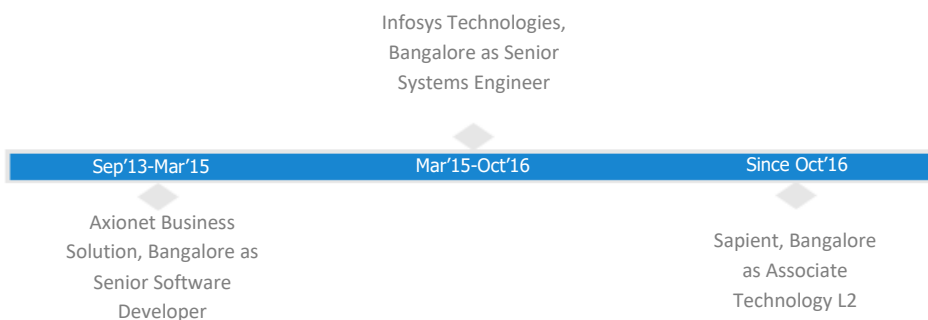 Infosys Technologies,
Bangalore as Senior
Systems Engineer
Sep’13-Mar’15
Mar’15-Oct’16
Since Oct’16
Axionet Business
Solution, Bangalore as
Senior Software
Developer
Sapient, Bangalore
as Associate
Technology L2